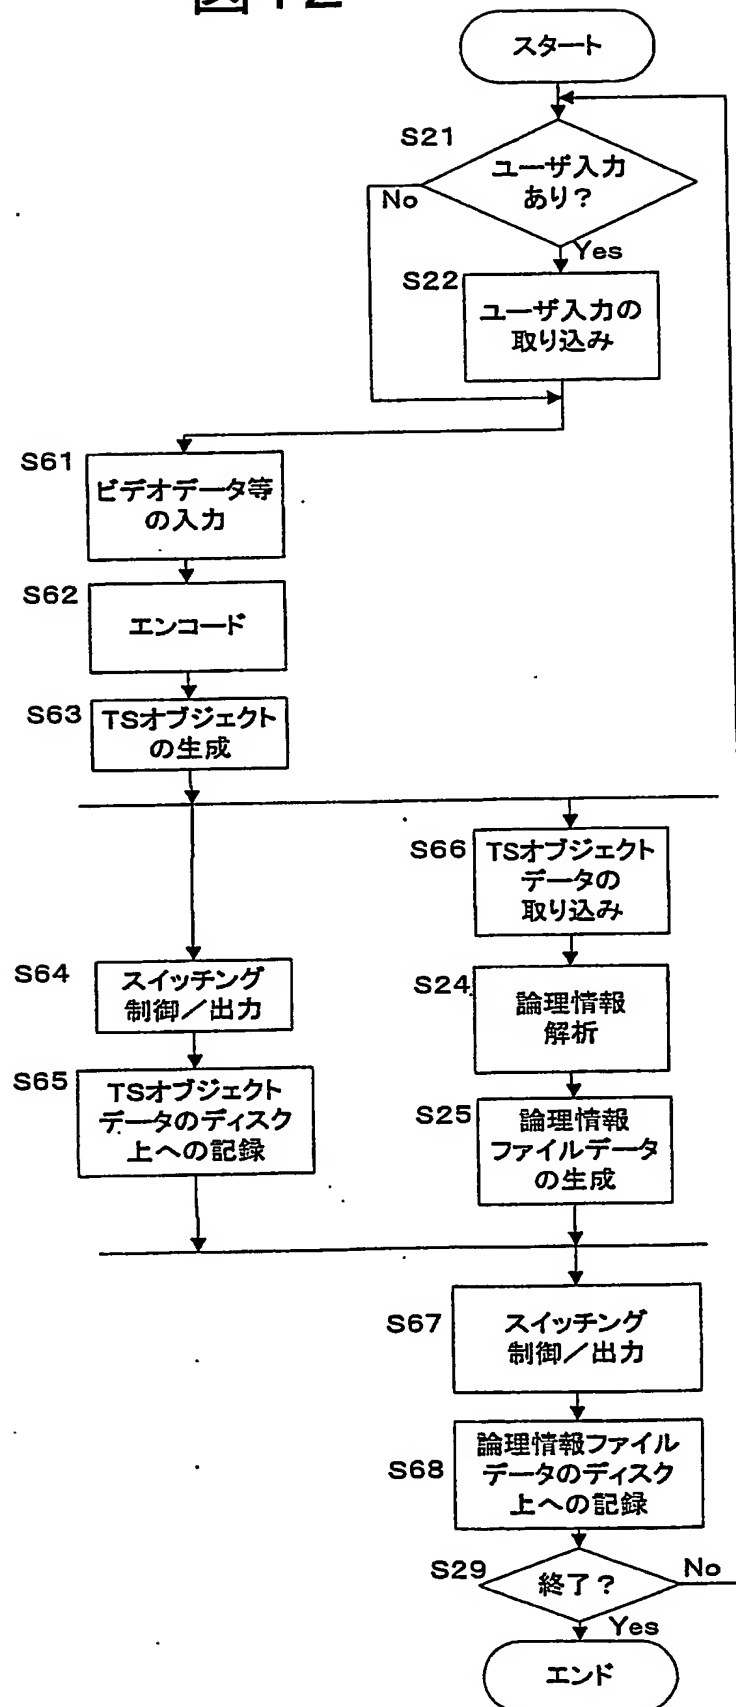 図12
スタート
S21
ユーザ入力
あり？
No
Yes
S22
ユーザ入力の
取り込み
S61
ビデオデータ等
の入力
S62
エンコード
S63
TSオブジェクト
の生成
S66
TSオブジェクト
データの
取り込み
S64
スイッチング
制御／出力
S24
論理情報
解析
S65
TSオブジェクト
データのディスク
上への記録
S25
論理情報
ファイルデータ
の生成
S67
スイッチング
制御／出力
S68
論理情報ファイル
データのディスク
上への記録
S29
終了？
No
Yes
エンド